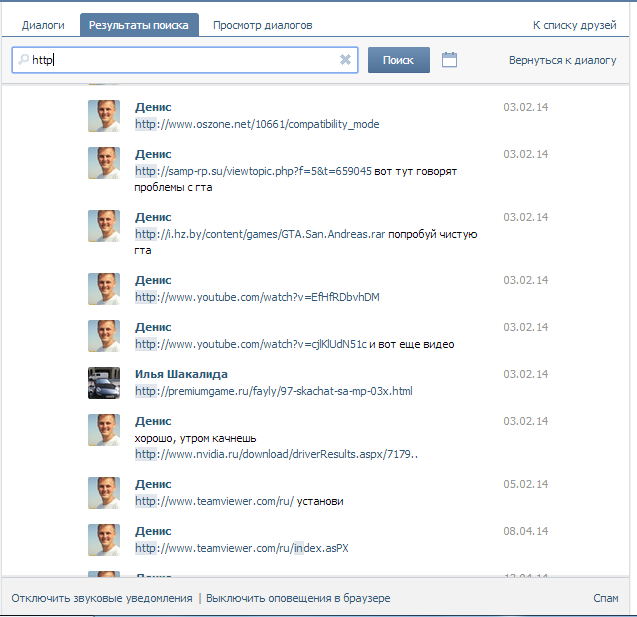 Диалоги Результаты поиска Просмотр диалогов К списку друзей
http Поиск Вернуться к диалогу
Денис 03.02.14
http://www.oszone.net/10661/compatibility_mode
Денис 03.02.14
http://samp-rp.su/viewtopic.php?f=5&t=659045 вот тут говорят
проблемы с гта
Денис 03.02.14
http://i.hz.by/content/games/GTA.San.Andreas.rar попробуй чистую
гта
Денис 03.02.14
http://www.youtube.com/watch?v=EfHfRDbvhDM
Денис 03.02.14
http://www.youtube.com/watch?v=cjlKlUdN51c и вот еще видео
Илья Шакалида 03.02.14
http://premiumgame.ru/fayly/97-skachat-sa-mp-03x.html
Денис 03.02.14
хорошо, утром качнешь
http://www.nvidia.ru/download/driverResults.aspx/7179..
Денис 05.02.14
http://www.teamviewer.com/ru/ установи
Денис 08.04.14
http://www.teamviewer.com/ru/index.asPX
Отключить звуковые уведомления | Выключить оповещения в браузере Спам